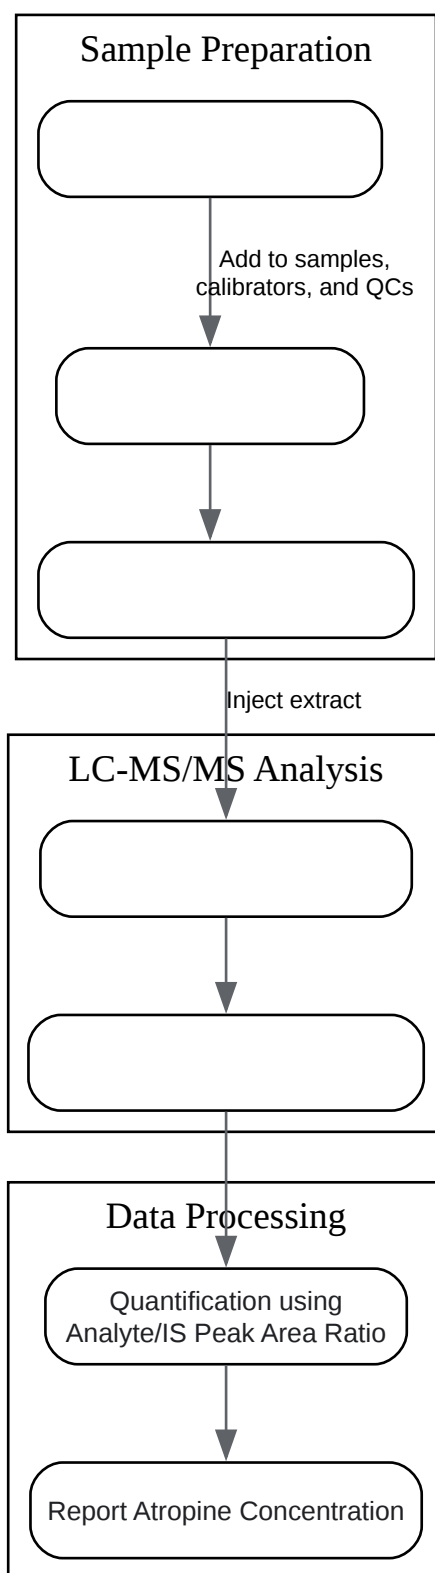 Sample Preparation
Add to samples,
calibrators, and QCs
Inject extract
LC-MS/MS Analysis
Data Processing
Quantification using
Analyte/IS Peak Area Ratio
Report Atropine Concentration